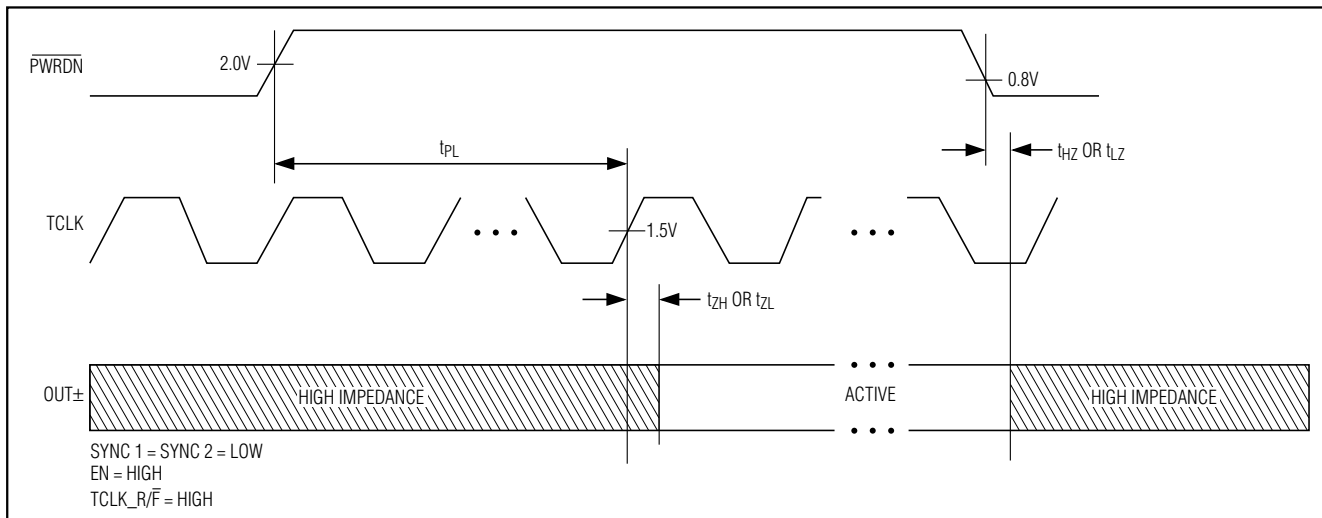 PWRDN
2.0V
0.8V
tPL
tHZ OR tLZ
TCLK
1.5V
tZH OR tZL
OUT±
HIGH IMPEDANCE
ACTIVE
HIGH IMPEDANCE
SYNC 1 = SYNC 2 = LOW
EN = HIGH
TCLK_R/F̅ = HIGH